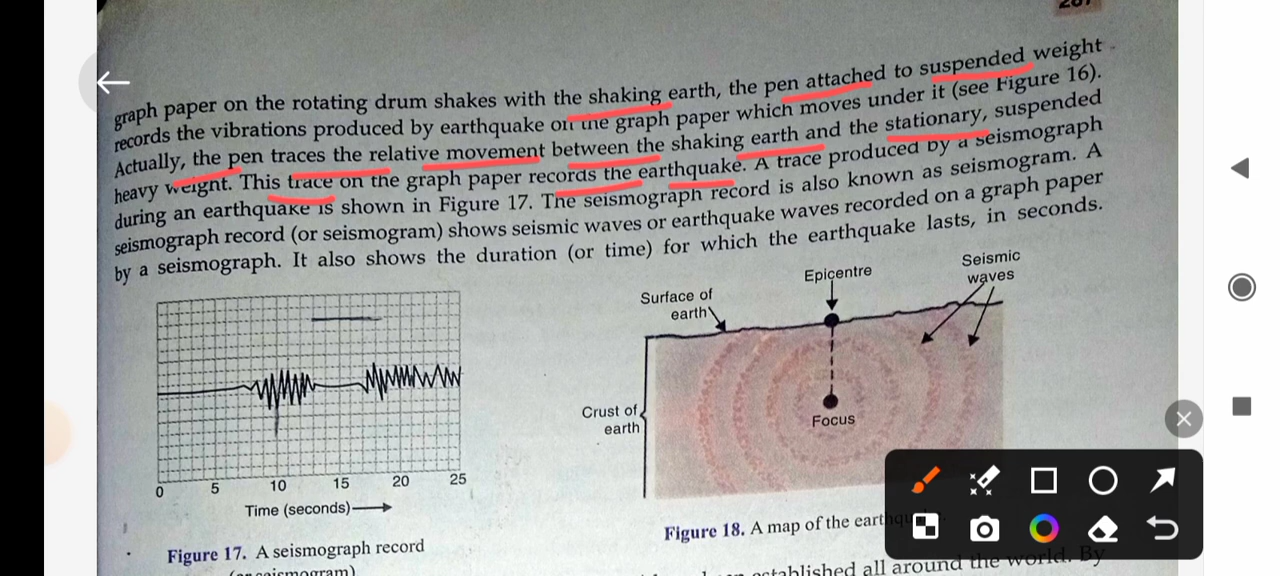 graph paper on the rotating drum shakes with the shaking earth, the pen attached to suspended weight
records the vibrations produced by earthquake on the graph paper which moves under it (see Figure 16).
Actually, the pen traces the relative movement between the shaking earth and the stationary, suspended
heavy weight. This trace on the graph paper records the earthquake. A trace produced by a seismograph
during an earthquake is shown in Figure 17. The seismograph record is also known as seismogram. A
seismograph record (or seismogram) shows seismic waves or earthquake waves recorded on a graph paper
by a seismograph. It also shows the duration (or time) for which the earthquake lasts, in seconds.
0 5 10 15 20 25
Time (seconds)
Figure 17. A seismograph record
(or seismogram)
Surface of
earth
Epicentre
Seismic
waves
Crust of
earth
Focus
Figure 18. A map of the
established all around the world. By